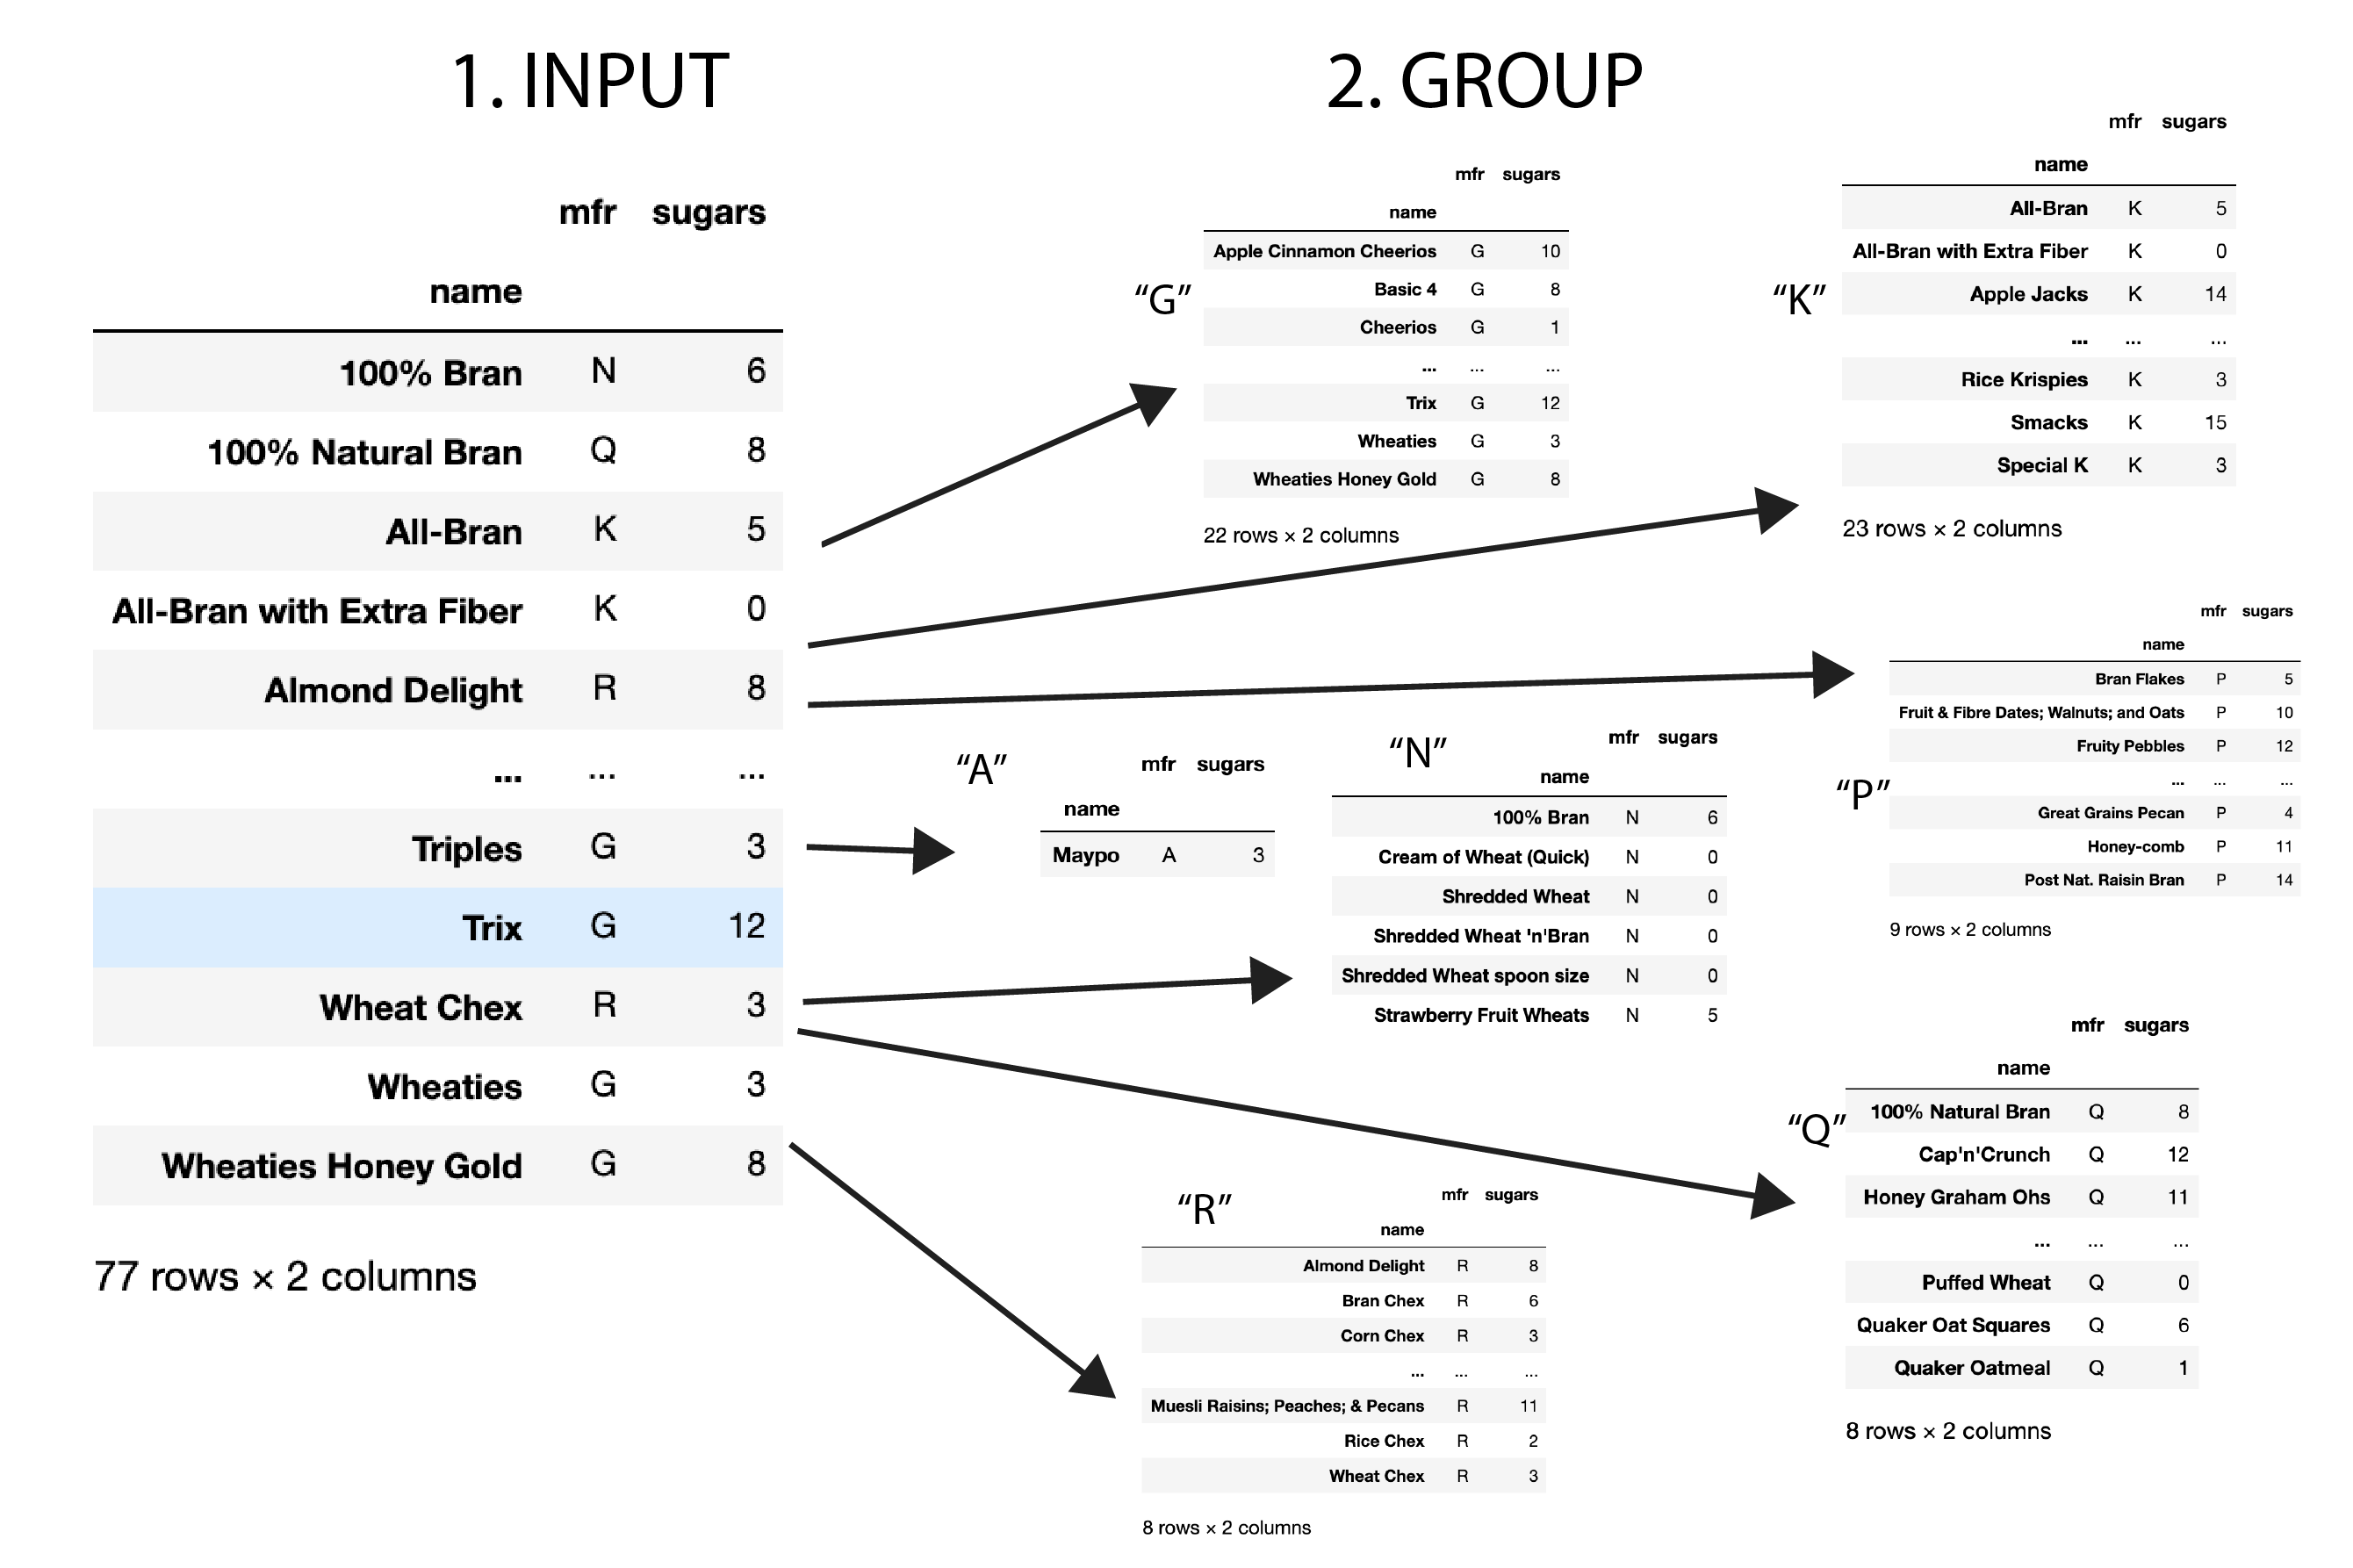 1. INPUT
mfr sugars
name
100% Bran N 6
100% Natural Bran Q 8
All-Bran K 5
All-Bran with Extra Fiber K 0
Almond Delight R 8
... ... ...
Triples G 3
Trix G 12
Wheat Chex R 3
Wheaties G 3
Wheaties Honey Gold G 8
77 rows × 2 columns
2. GROUP
“G”
mfr sugars
name
Apple Cinnamon Cheerios G 10
Basic 4 G 8
Cheerios G 1
... ... ...
Trix G 12
Wheaties G 3
Wheaties Honey Gold G 8
22 rows × 2 columns
“K”
mfr sugars
name
All-Bran K 5
All-Bran with Extra Fiber K 0
Apple Jacks K 14
... ... ...
Rice Krispies K 3
Smacks K 15
Special K K 3
23 rows × 2 columns
“A”
mfr sugars
name
Maypo A 3
“N”
mfr sugars
name
100% Bran N 6
Cream of Wheat (Quick) N 0
Shredded Wheat N 0
Shredded Wheat 'n'Bran N 0
Shredded Wheat spoon size N 0
Strawberry Fruit Wheats N 5
“P”
mfr sugars
name
Bran Flakes P 5
Fruit & Fibre Dates; Walnuts; and Oats P 10
Fruity Pebbles P 12
... ... ...
Great Grains Pecan P 4
Honey-comb P 11
Post Nat. Raisin Bran P 14
9 rows × 2 columns
“Q”
mfr sugars
name
100% Natural Bran Q 8
Cap'n'Crunch Q 12
Honey Graham Ohs Q 11
... ... ...
Puffed Wheat Q 0
Quaker Oat Squares Q 6
Quaker Oatmeal Q 1
8 rows × 2 columns
“R”
mfr sugars
name
Almond Delight R 8
Bran Chex R 6
Corn Chex R 3
... ... ...
Muesli Raisins; Peaches; & Pecans R 11
Rice Chex R 2
Wheat Chex R 3
8 rows × 2 columns